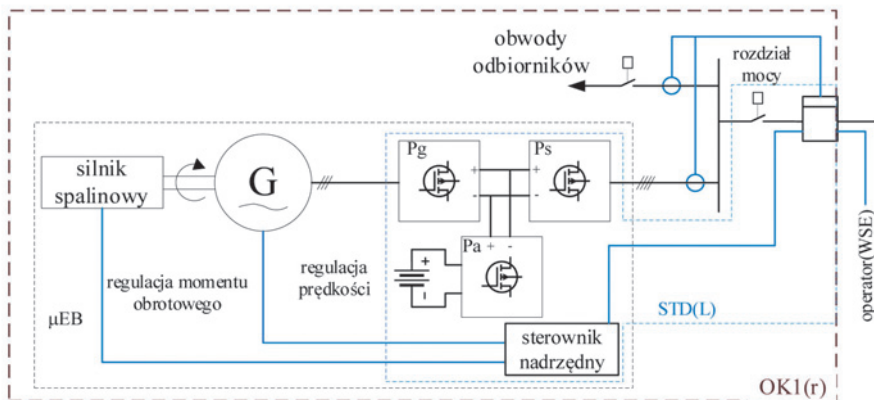 obwody
odbiorników
rozdział
mocy
silnik
spalinowy
G
Pg
Ps
+
-
+
-
Pa
+ -
+
-
regulacja momentu
obrotowego
regulacja
prędkości
μEB
sterownik
nadrzędny
STD(L)
operator(WSE)
OK1(r)